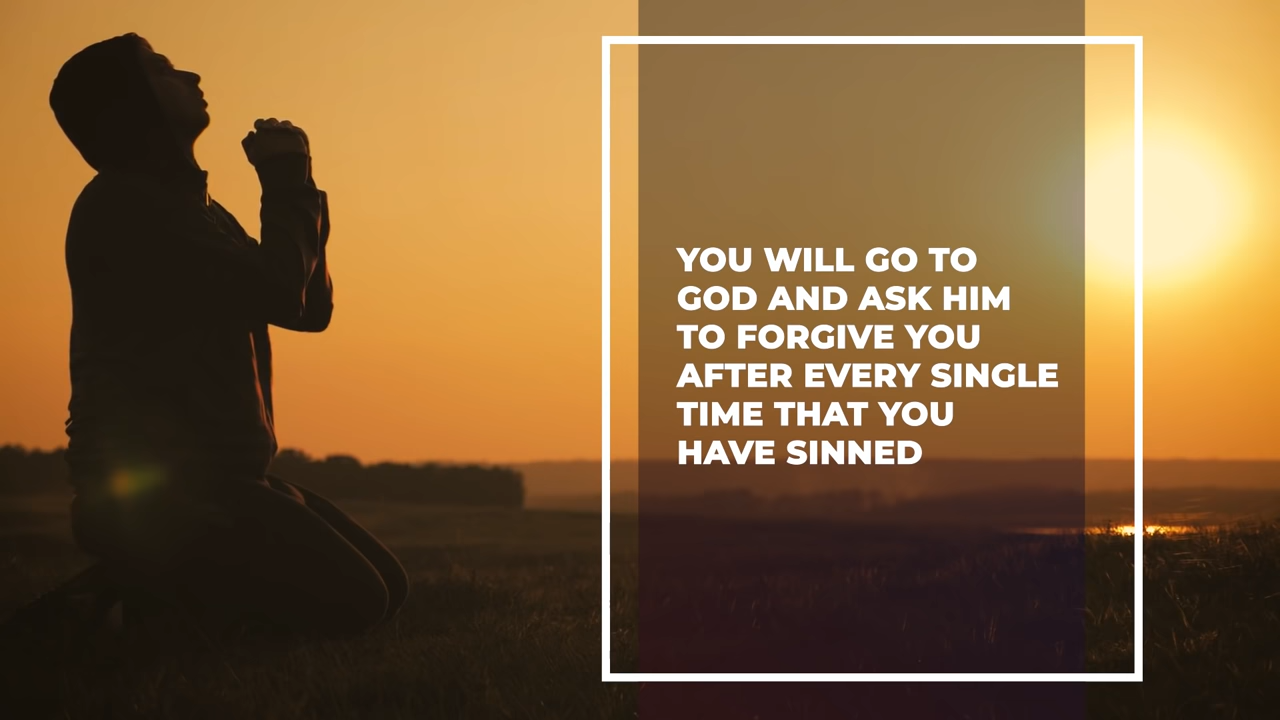 YOU WILL GO TO
GOD AND ASK HIM
TO FORGIVE YOU
AFTER EVERY SINGLE
TIME THAT YOU
HAVE SINNED